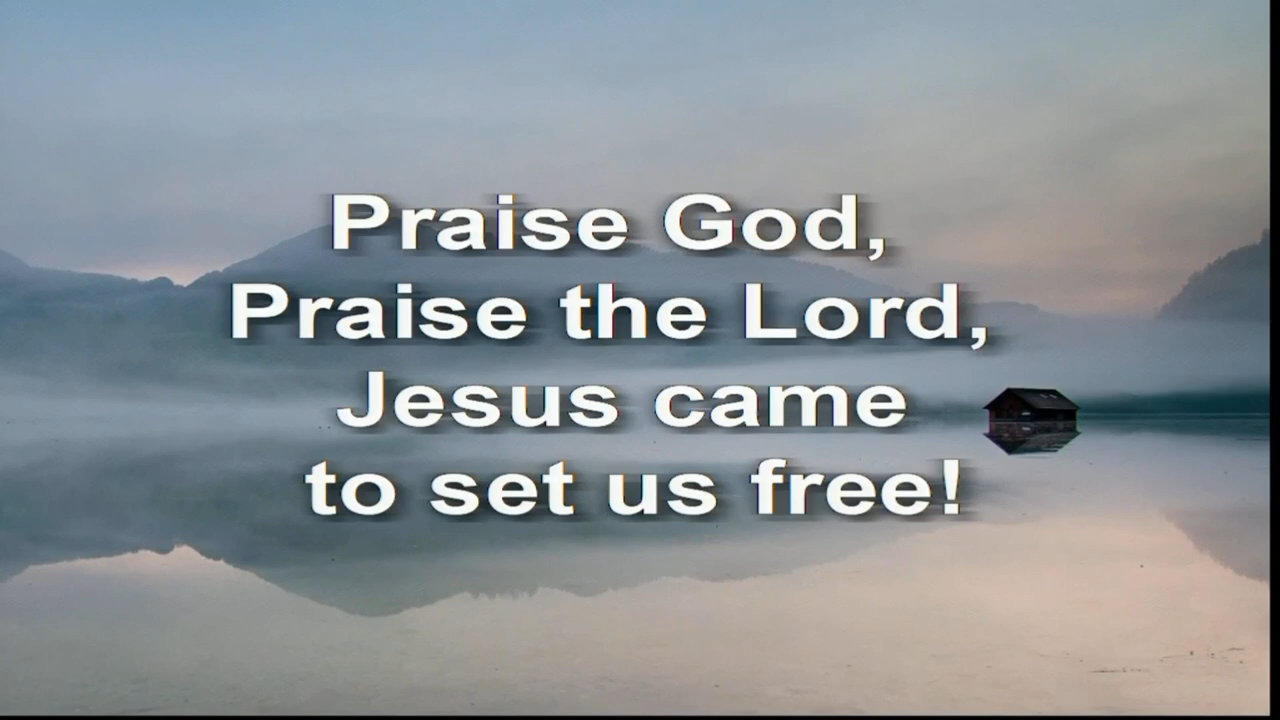 Praise God,
Praise the Lord,
Jesus came
to set us free!